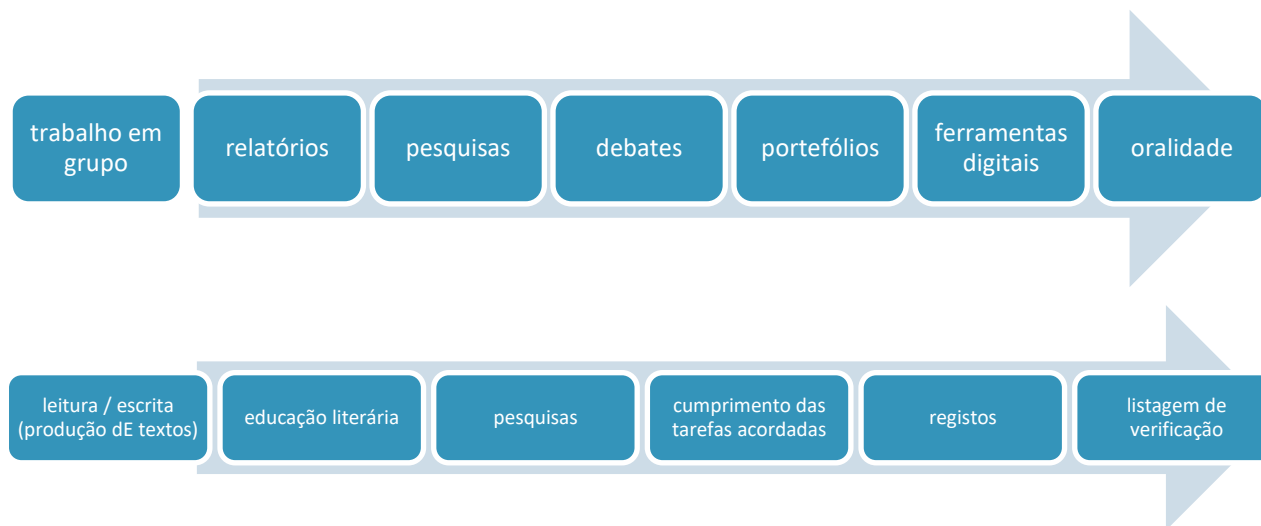 trabalho em
grupo
relatórios
pesquisas
debates
portefólios
ferramentas
digitais
oralidade
leitura / escrita
(produção dE textos)
educação literária
pesquisas
cumprimento das
tarefas acordadas
registos
listagem de
verificação